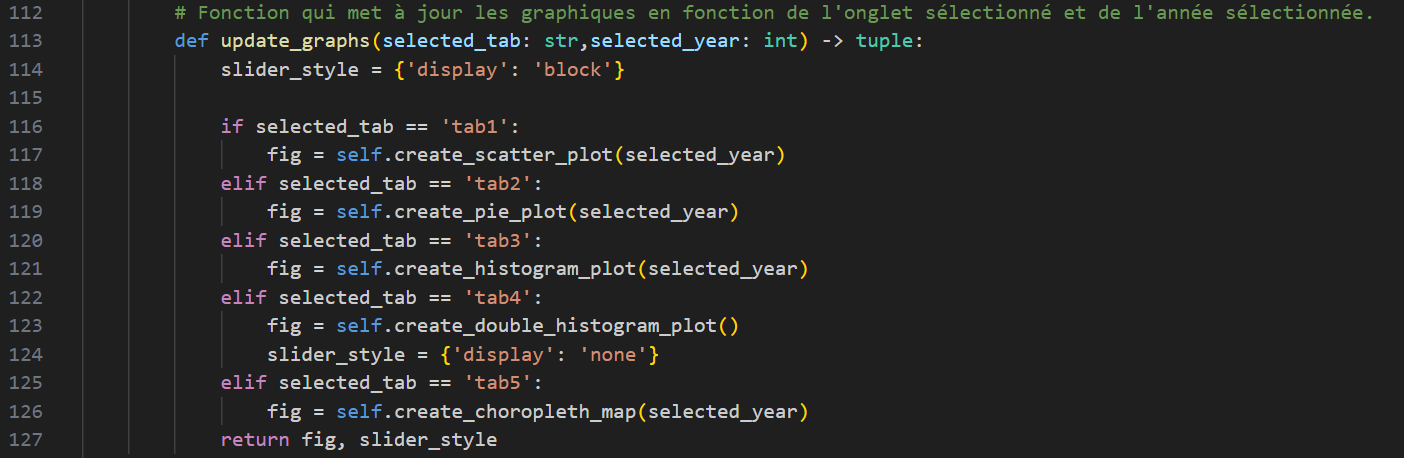 112 # Fonction qui met à jour les graphiques en fonction de l'onglet sélectionné et de l'année sélectionnée.
113 def update_graphs(selected_tab: str,selected_year: int) -> tuple:
114 slider_style = {'display': 'block'}
115
116 if selected_tab == 'tab1':
117 fig = self.create_scatter_plot(selected_year)
118 elif selected_tab == 'tab2':
119 fig = self.create_pie_plot(selected_year)
120 elif selected_tab == 'tab3':
121 fig = self.create_histogram_plot(selected_year)
122 elif selected_tab == 'tab4':
123 fig = self.create_double_histogram_plot()
124 slider_style = {'display': 'none'}
125 elif selected_tab == 'tab5':
126 fig = self.create_choropleth_map(selected_year)
127 return fig, slider_style